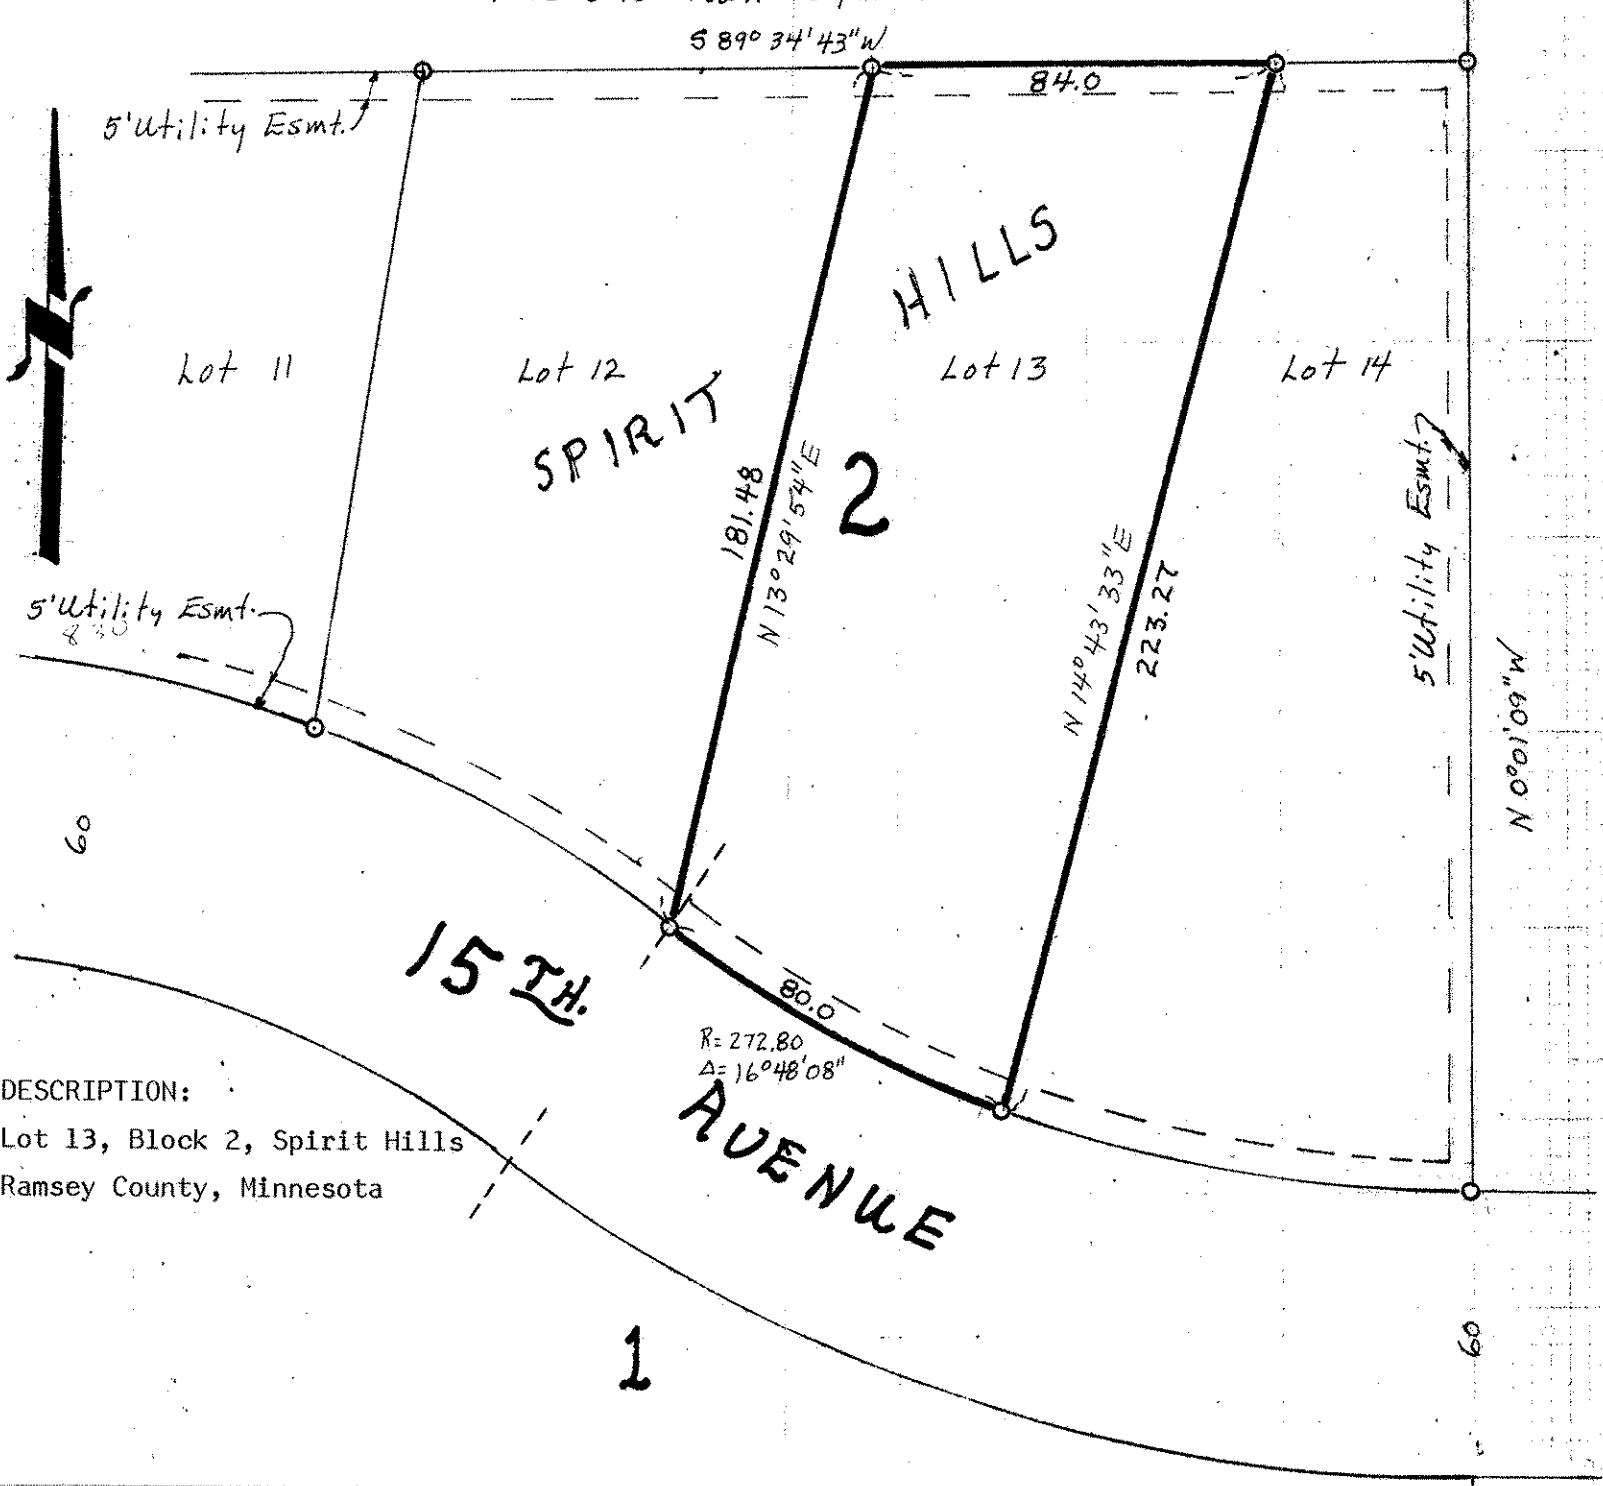 S 89° 34' 43" W
84.0
5' Utility Esmt.
HILLS
Lot 11
Lot 12
Lot 13
Lot 14
SPIRIT
2
181.48
N 13° 29' 54" E
N 14° 43' 33" E
223.27
5' Utility Esmt.
N 0° 01' 09" W
5' Utility Esmt.
60
15TH.
80.0
R= 272.80
Δ= 16° 48' 08"
AVENUE
DESCRIPTION:
Lot 13, Block 2, Spirit Hills
Ramsey County, Minnesota
1
60